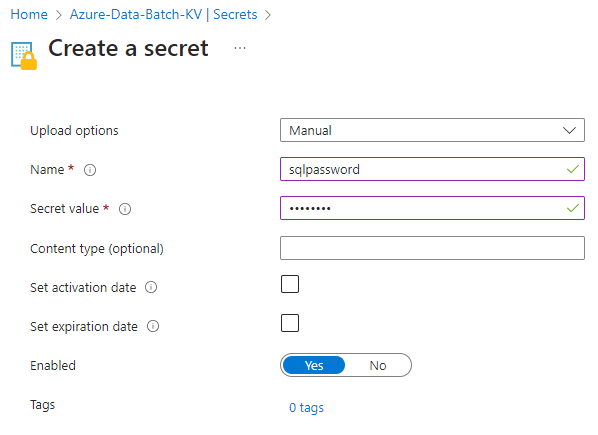 Home > Azure-Data-Batch-KV | Secrets >
Create a secret ...
Upload options Manual
Name * sqlpassword
Secret value * ••••••••
Content type (optional)
Set activation date
Set expiration date
Enabled Yes No
Tags 0 tags